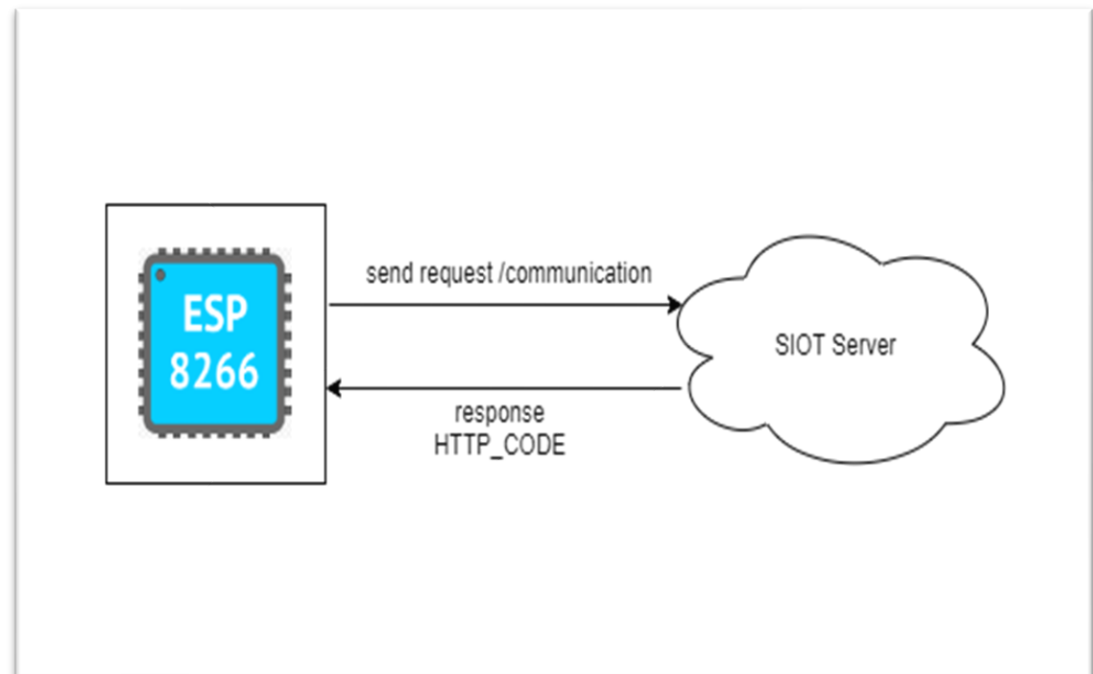 ESP
8266
send request /communication
SIOT Server
response
HTTP_CODE